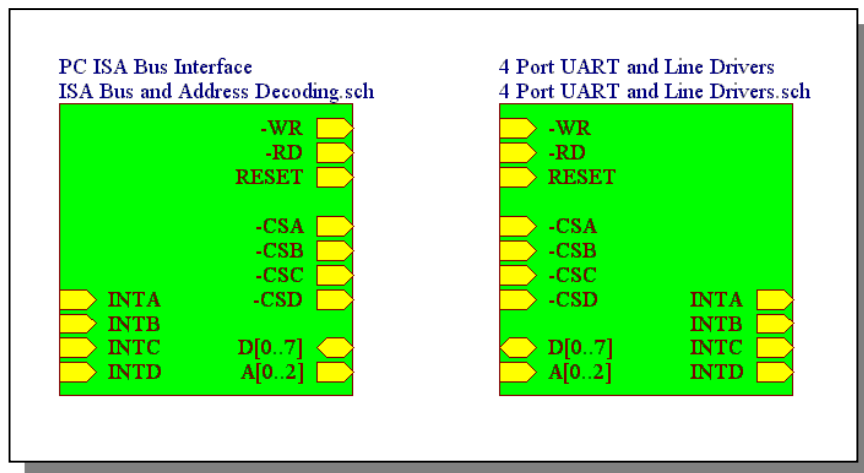 PC ISA Bus Interface
ISA Bus and Address Decoding.sch
-WR
-RD
RESET
-CSA
-CSB
-CSC
-CSD
INTA
INTB
INTC
INTD
D[0..7]
A[0..2]
4 Port UART and Line Drivers
4 Port UART and Line Drivers.sch
-WR
-RD
RESET
-CSA
-CSB
-CSC
-CSD
D[0..7]
A[0..2]
INTA
INTB
INTC
INTD